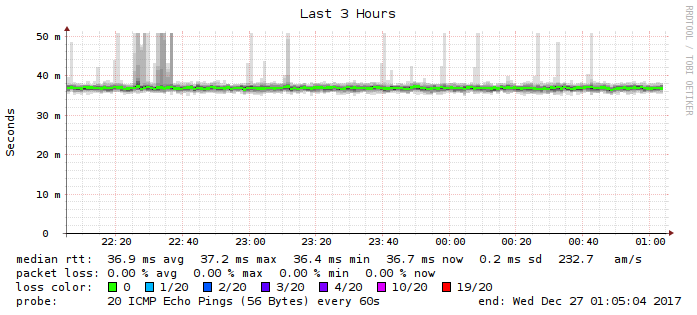 Last 3 Hours
RRDTOOL / TOBI OETIKER
Seconds
50 m
40 m
30 m
20 m
10 m
0
22:20 22:40 23:00 23:20 23:40 00:00 00:20 00:40 01:00
median rtt: 36.9 ms avg 37.2 ms max 36.4 ms min 36.7 ms now 0.2 ms sd 232.7 am/s
packet loss: 0.00 % avg 0.00 % max 0.00 % min 0.00 % now
loss color: 0 1/20 2/20 3/20 4/20 10/20 19/20
probe: 20 ICMP Echo Pings (56 Bytes) every 60s end: Wed Dec 27 01:05:04 2017